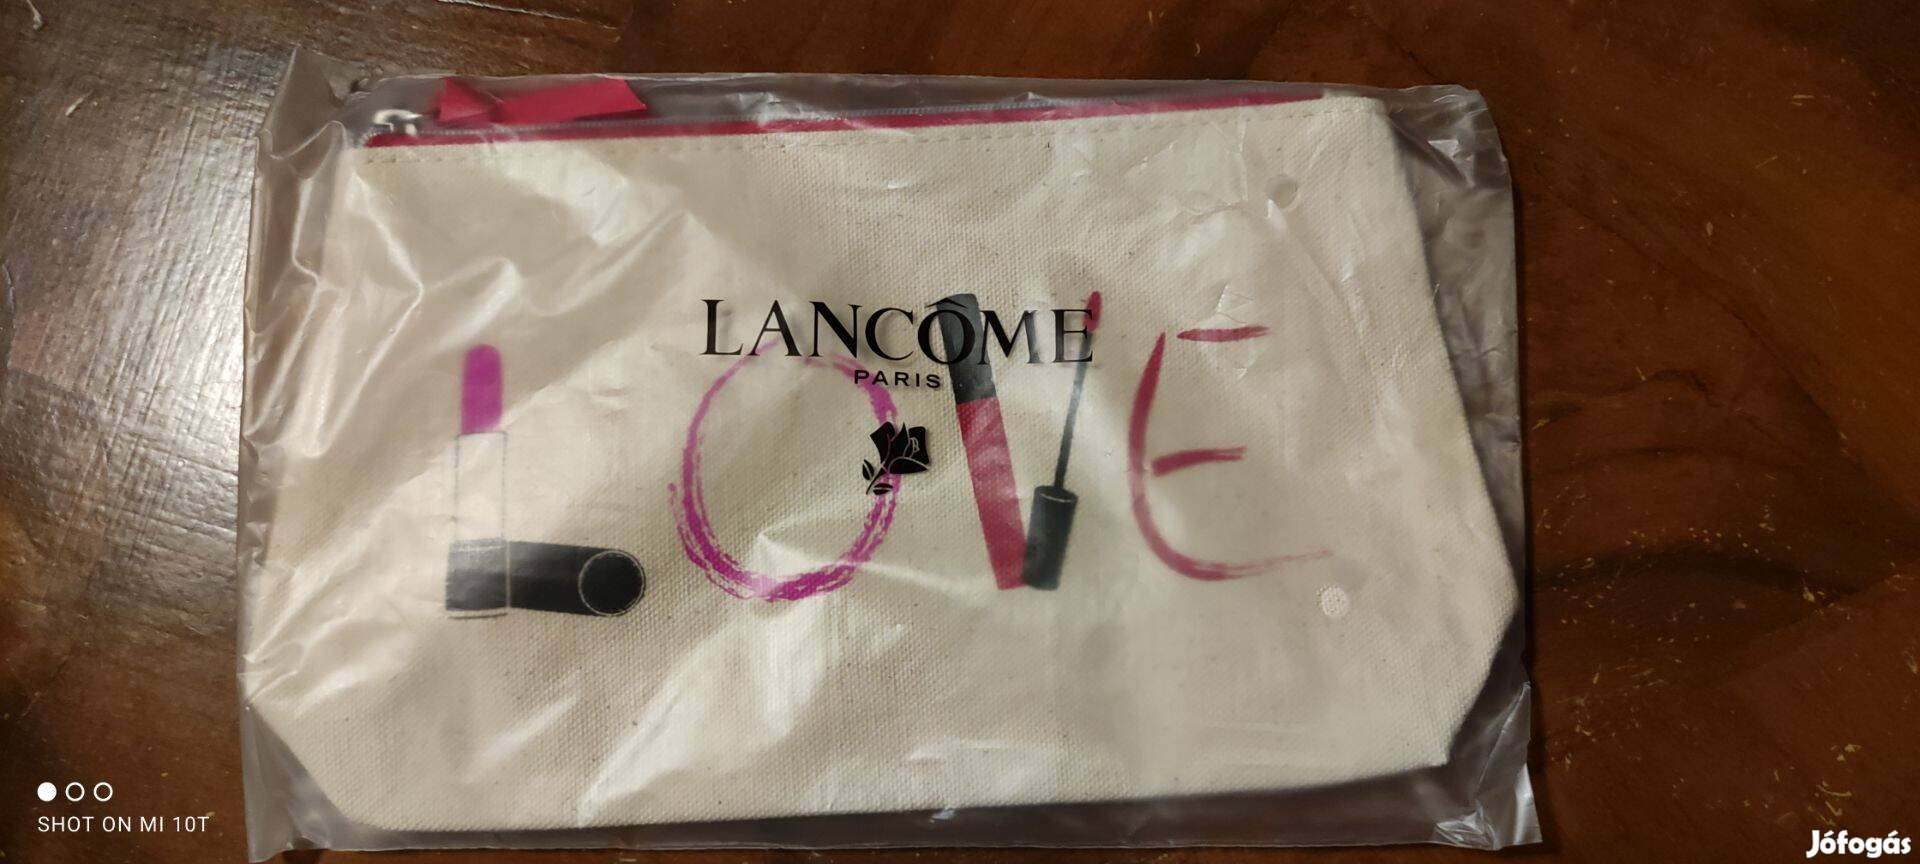 LANCÔME
PARIS
LOVE
SHOT ON MI 10T
Jófogás